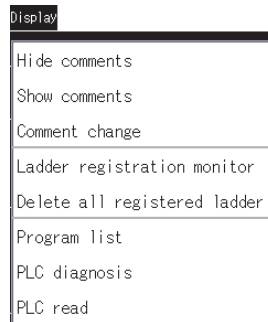 Display
Hide comments
Show comments
Comment change
Ladder registration monitor
Delete all registered ladder
Program list
PLC diagnosis
PLC read